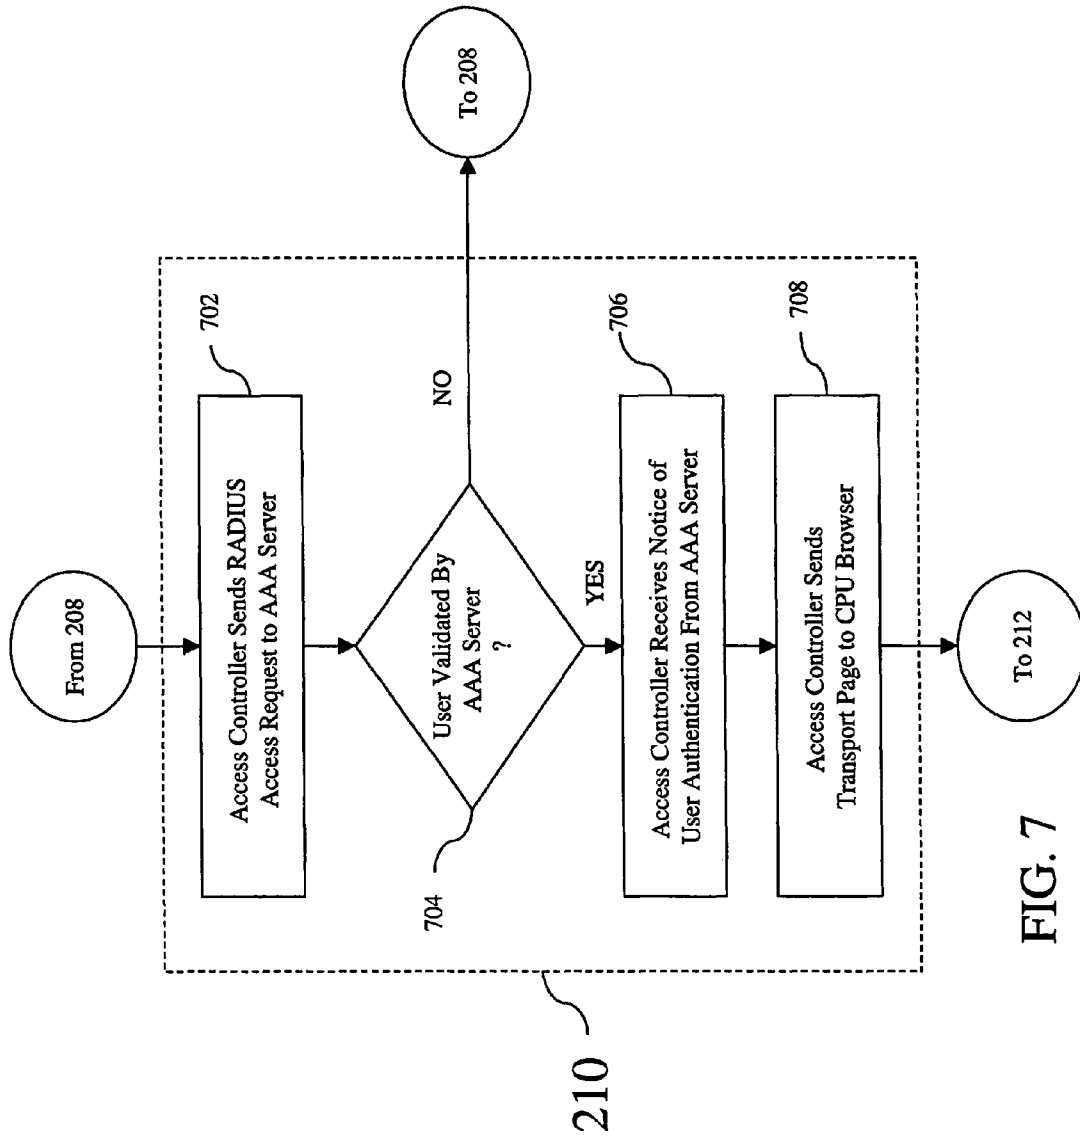 From 208
702
Access Controller Sends RADIUS
Access Request to AAA Server
User Validated By
AAA Server
?
704
NO
To 208
YES
706
Access Controller Receives Notice of
User Authentication From AAA Server
708
Access Controller Sends
Transport Page to CPU Browser
210
To 212
FIG. 7